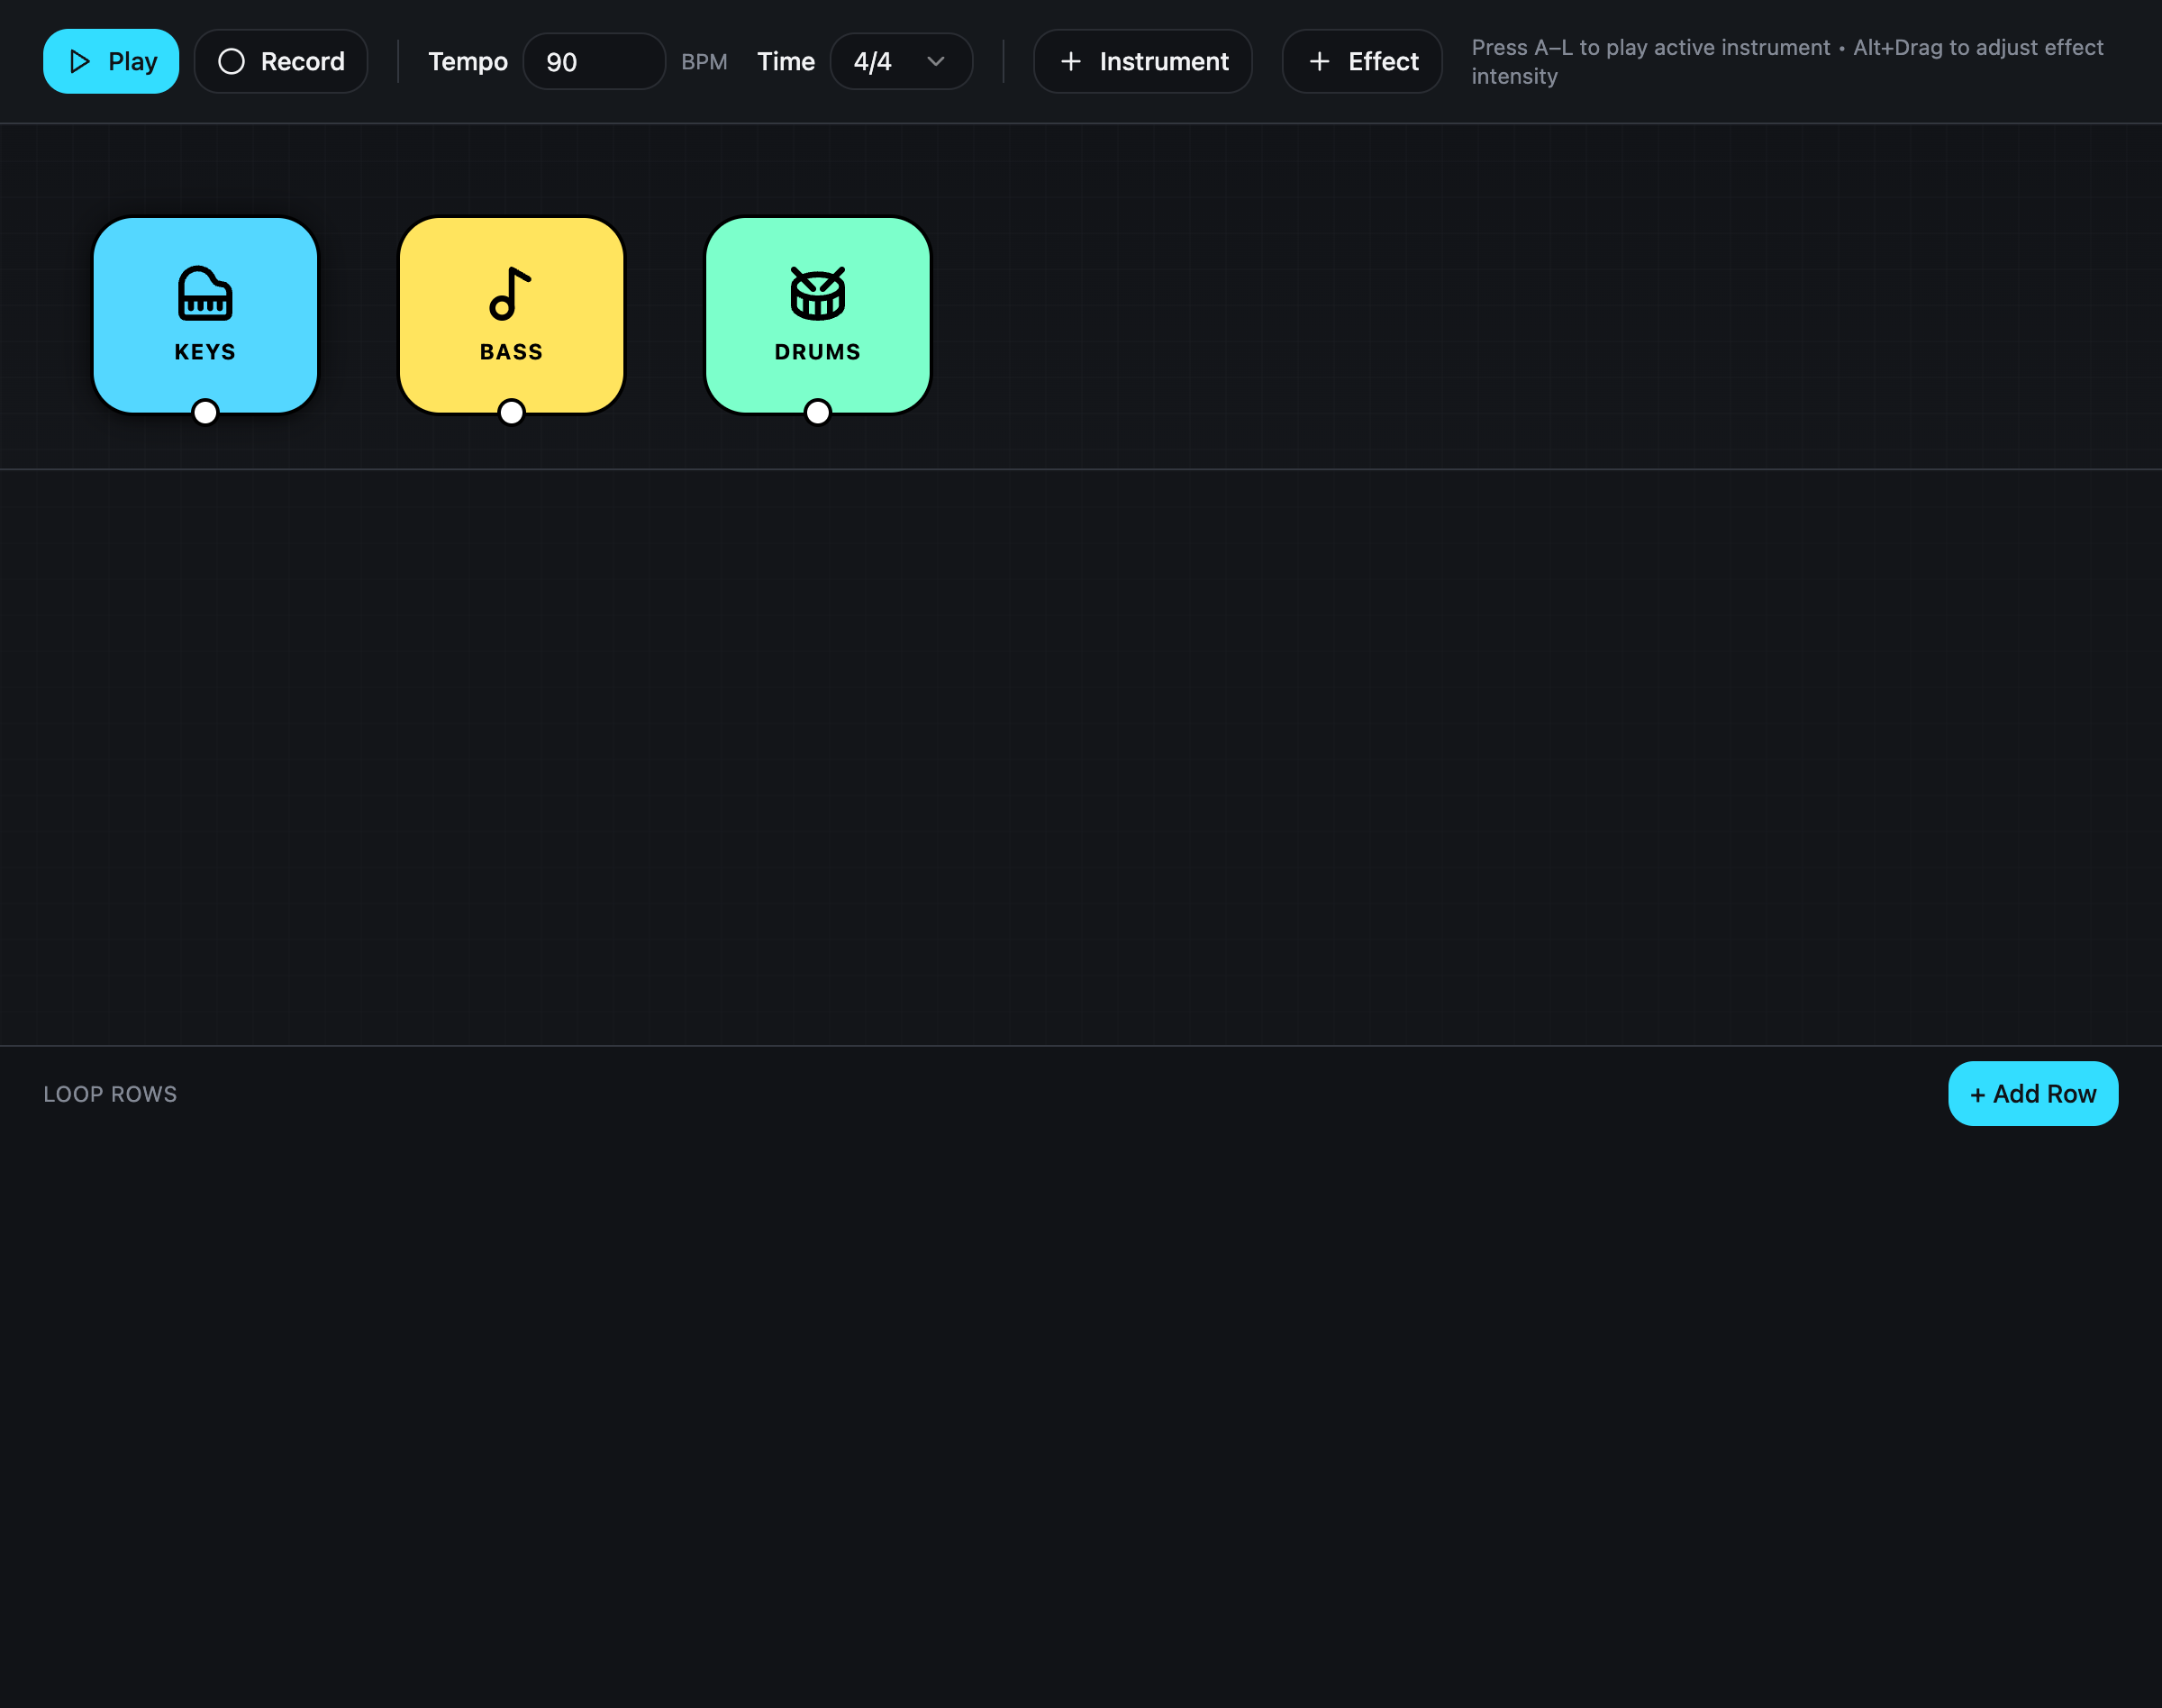 Play
Record
Tempo
90
BPM
Time
4/4
+ Instrument
+ Effect
Press A–L to play active instrument • Alt+Drag to adjust effect
intensity
KEYS
BASS
DRUMS
LOOP ROWS
+ Add Row